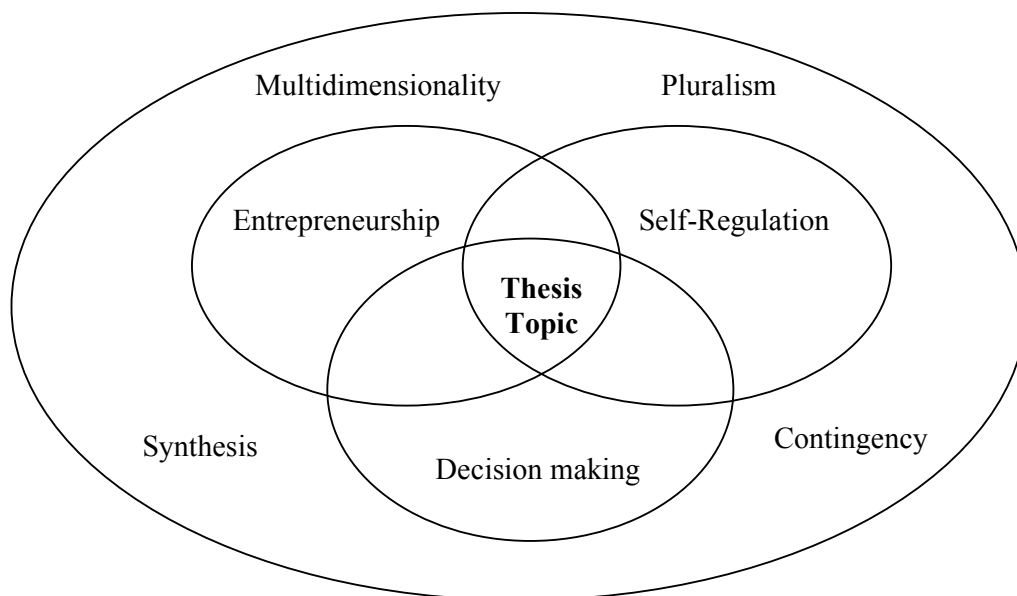 Multidimensionality
Pluralism
Entrepreneurship
Self-Regulation
Thesis
Topic
Synthesis
Contingency
Decision making